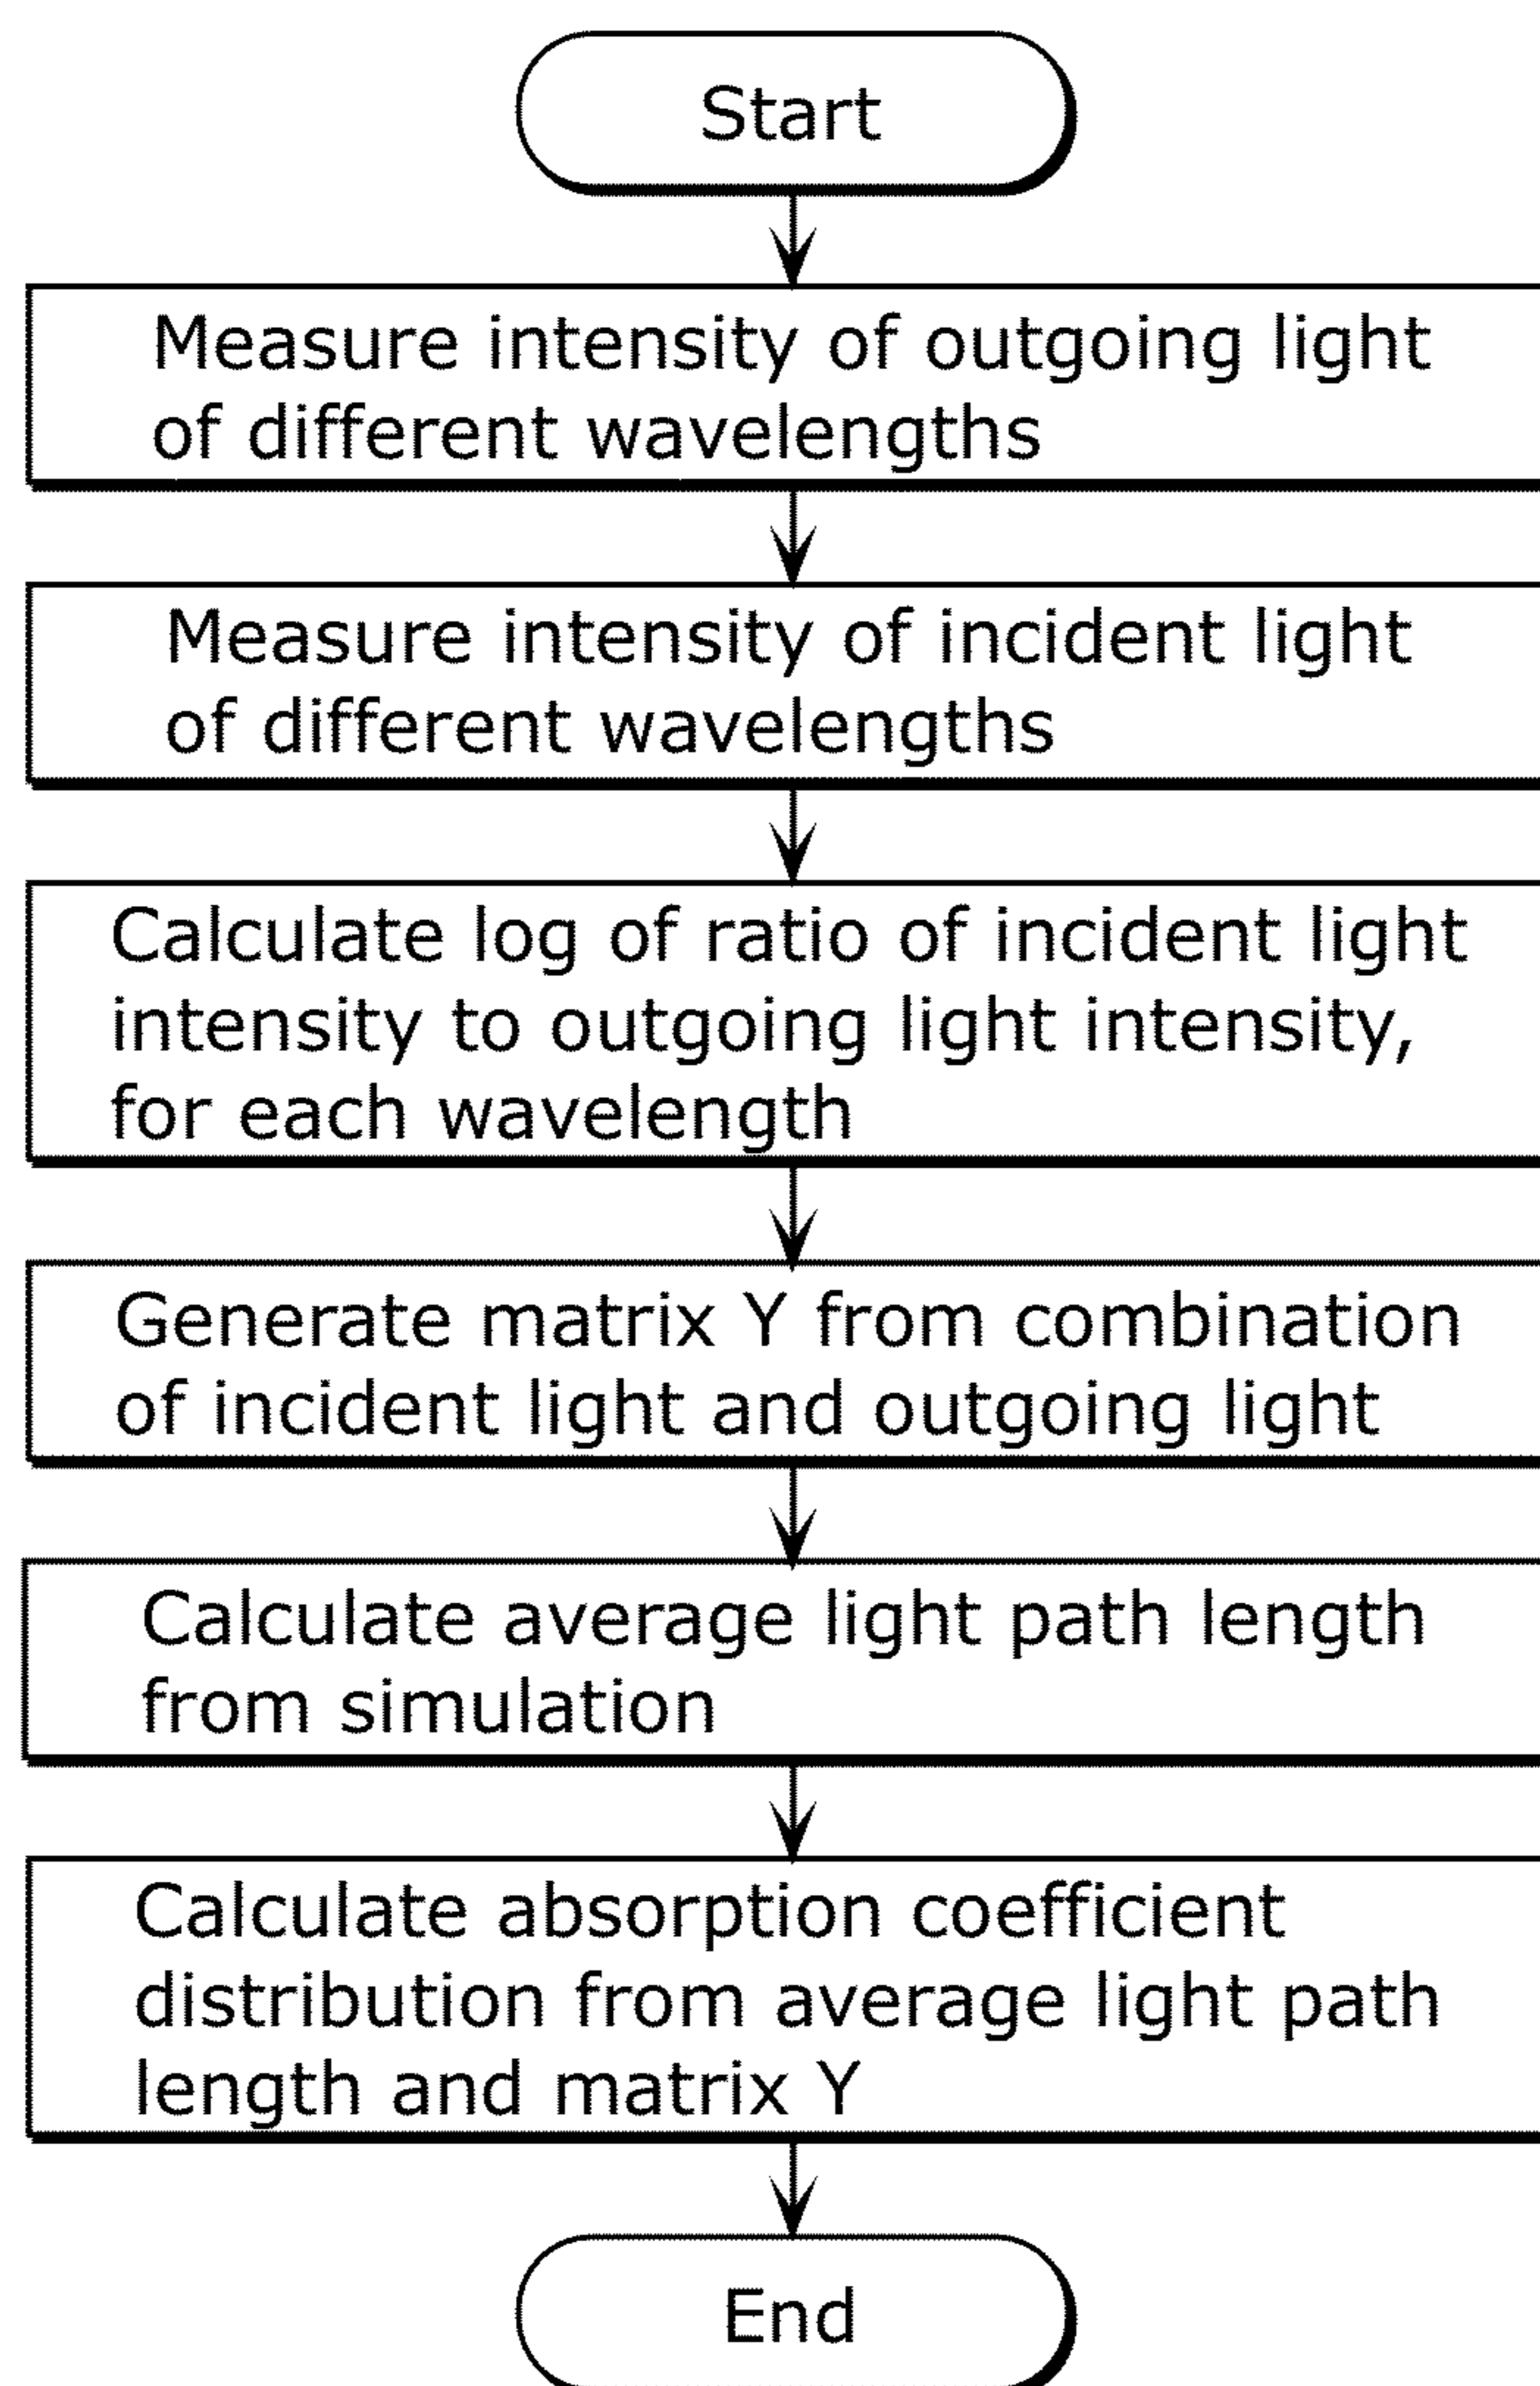 Start
Measure intensity of outgoing light
of different wavelengths
Measure intensity of incident light
of different wavelengths
Calculate log of ratio of incident light
intensity to outgoing light intensity,
for each wavelength
Generate matrix Y from combination
of incident light and outgoing light
Calculate average light path length
from simulation
Calculate absorption coefficient
distribution from average light path
length and matrix Y
End